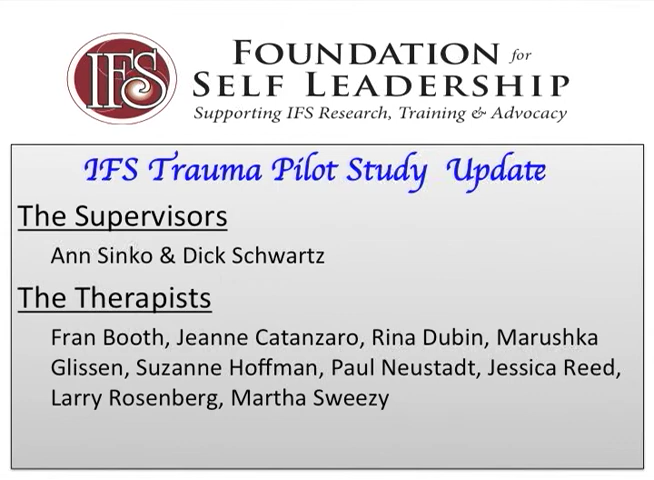 IFS
FOUNDATION for
SELF LEADERSHIP
Supporting IFS Research, Training & Advocacy
IFS Trauma Pilot Study Update
The Supervisors
Ann Sinko & Dick Schwartz
The Therapists
Fran Booth, Jeanne Catanzaro, Rina Dubin, Marushka
Glissen, Suzanne Hoffman, Paul Neustadt, Jessica Reed,
Larry Rosenberg, Martha Sweezy